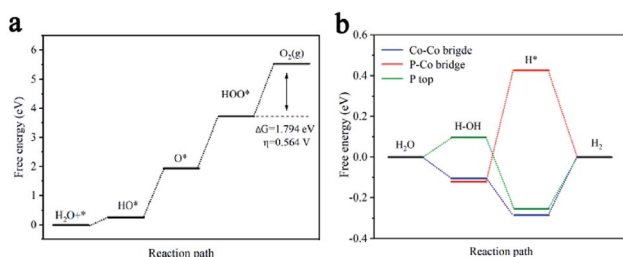 a
Free energy (eV)
6
5
4
3
2
1
0
H₂O+*
HO*
O*
HOO*
O₂(g)
ΔG=1.794 eV
η=0.564 V
Reaction path
b
Free energy (eV)
0.6
0.4
0.2
0.0
-0.2
-0.4
Co-Co brigde
P-Co bridge
P top
H₂O
H-OH
H*
H₂
Reaction path